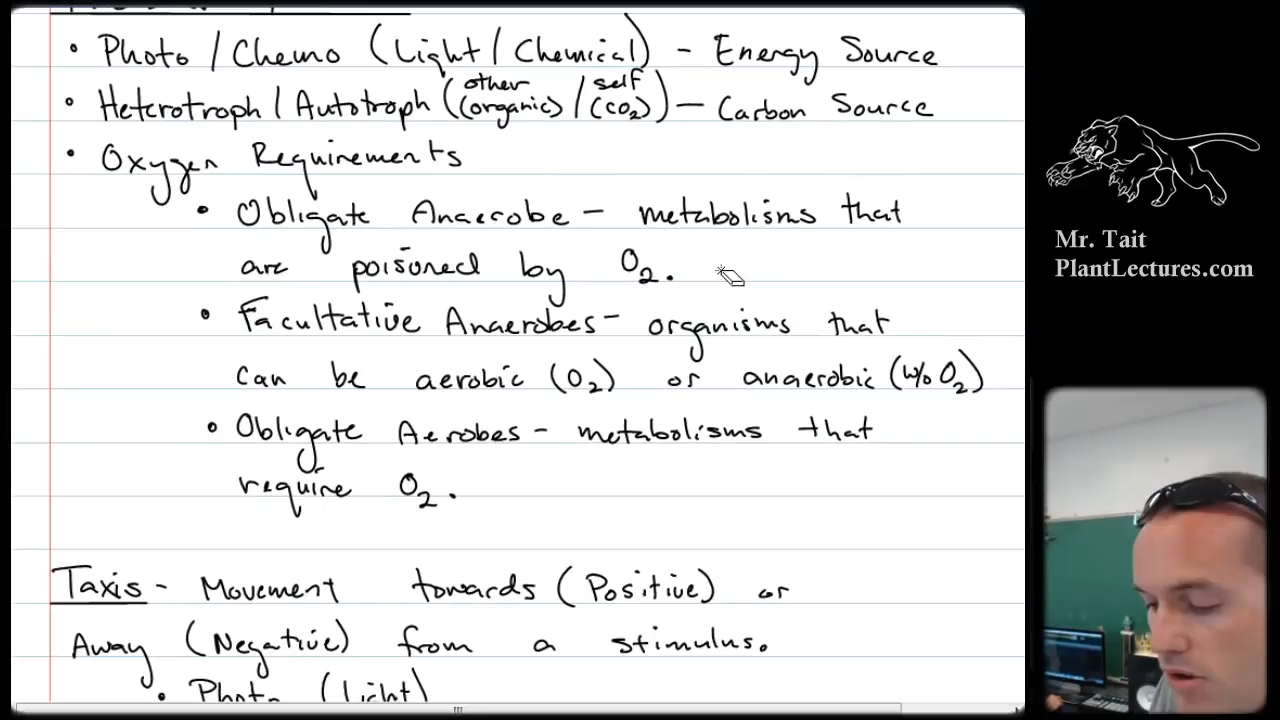 • Photo / Chemo (Light / Chemical) - Energy Source
• Heterotroph / Autotroph (other (organic) / self (CO2)) - Carbon Source
• Oxygen Requirements
• Obligate Anaerobe - metabolisms that
are poisoned by O2.
• Facultative Anaerobes - organisms that
can be aerobic (O2) or anaerobic (w/o O2)
• Obligate Aerobes - metabolisms that
require O2.
Taxis - Movement towards (Positive) or
Away (Negative) from a stimulus.
• Photo (Light)
Mr. Tait
PlantLectures.com